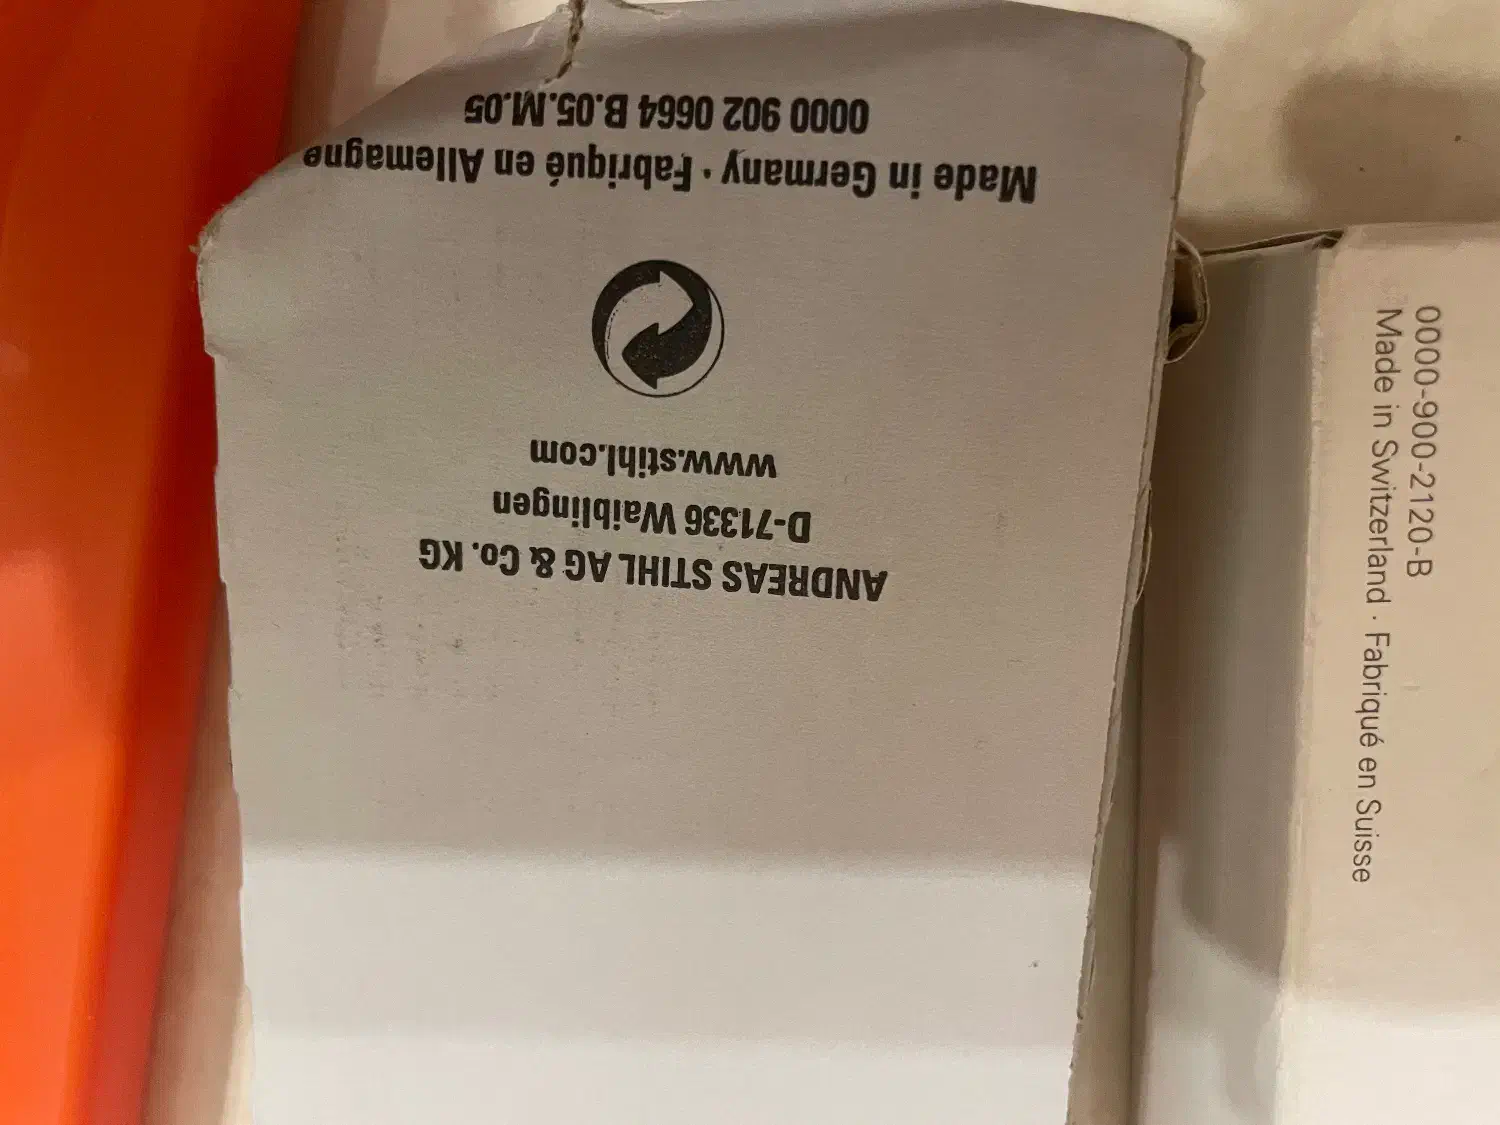 ANDREAS STIHL AG & Co. KG
D-71336 Waiblingen
www.stihl.com
Made in Germany · Fabriqué en Allemagne
0000 902 0664 B.05.M.05
0000-900-2120-B
Made in Switzerland · Fabriqué en Suisse